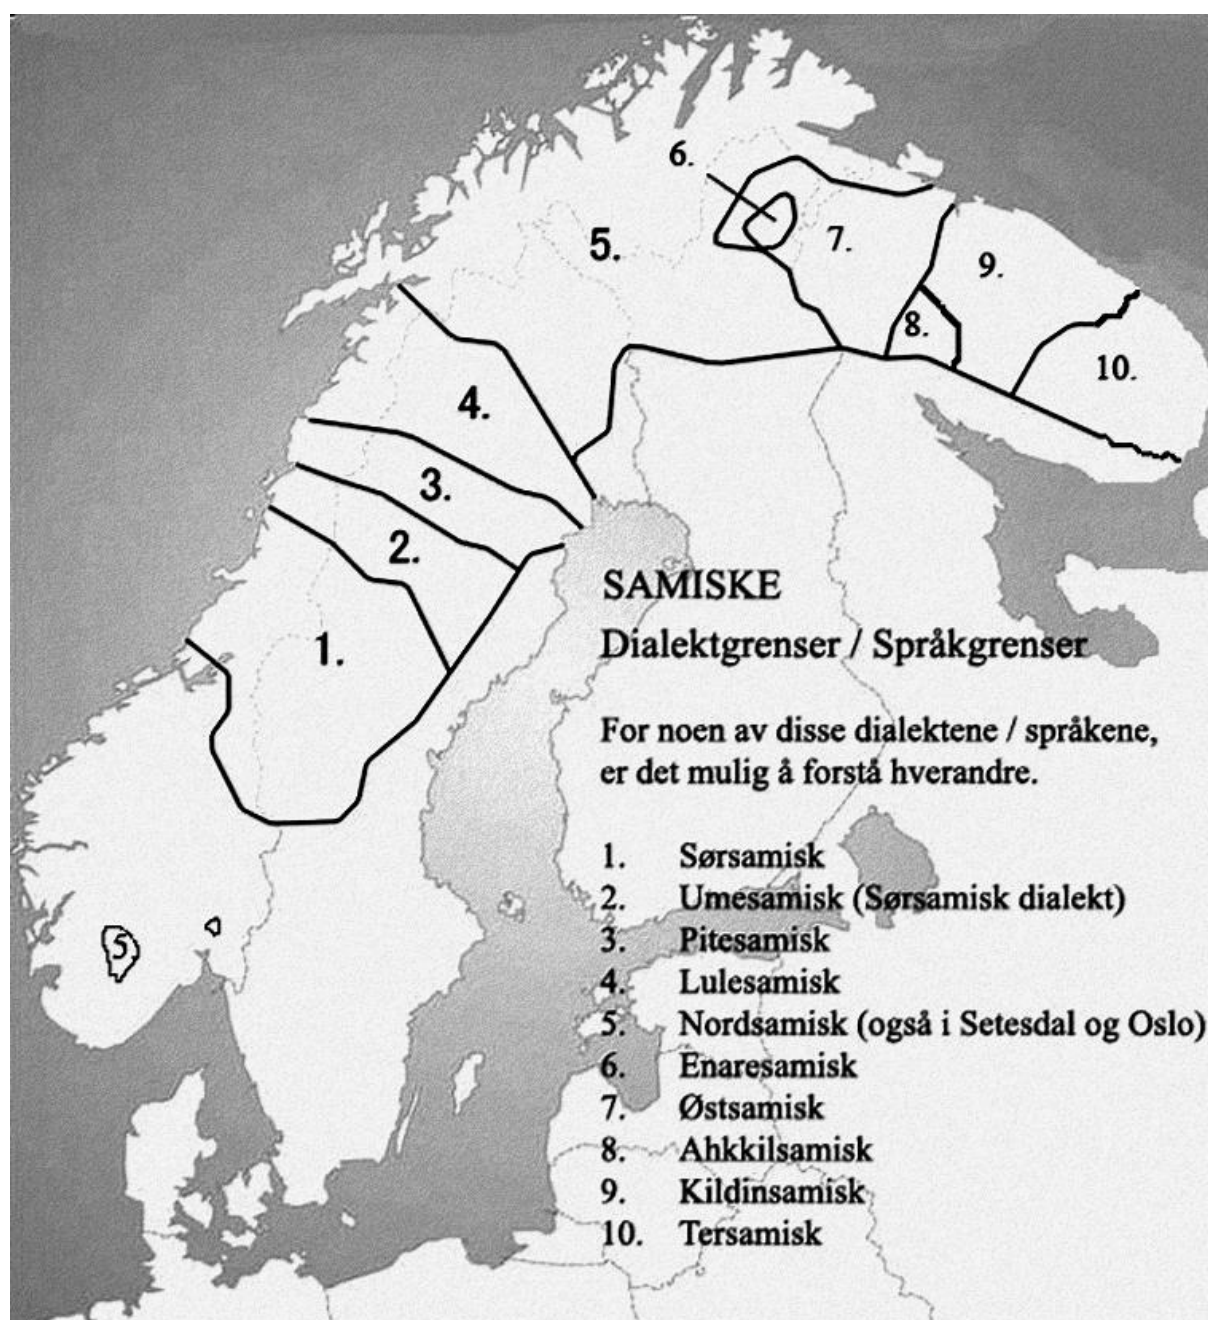 6.
5.
7.
9.
8.
10.
4.
3.
2.
1.
5
SAMISKE
Dialektgrenser / Språkgrenser
For noen av disse dialektene / språkene,
er det mulig å forstå hverandre.
1. Sørsamisk
2. Umesamisk (Sørsamisk dialekt)
3. Pitesamisk
4. Lulesamisk
5. Nordsamisk (også i Setesdal og Oslo)
6. Enaresamisk
7. Østsamisk
8. Ahkkilsamisk
9. Kildinsamisk
10. Tersamisk